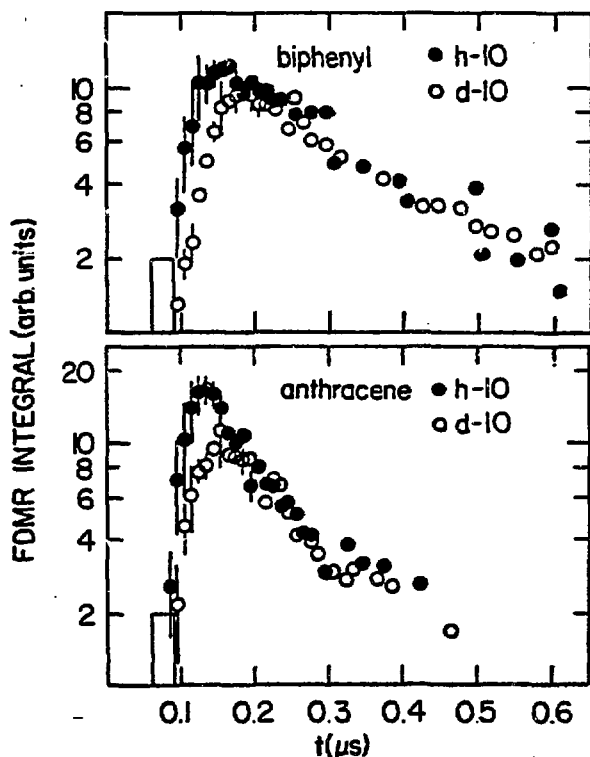 biphenyl
● h-10
○ d-10
10
8
6
4
2
anthracene
● h-10
○ d-10
20
10
8
6
4
2
FDMR INTEGRAL (arb. units)
0.1 0.2 0.3 0.4 0.5 0.6
t(μs)